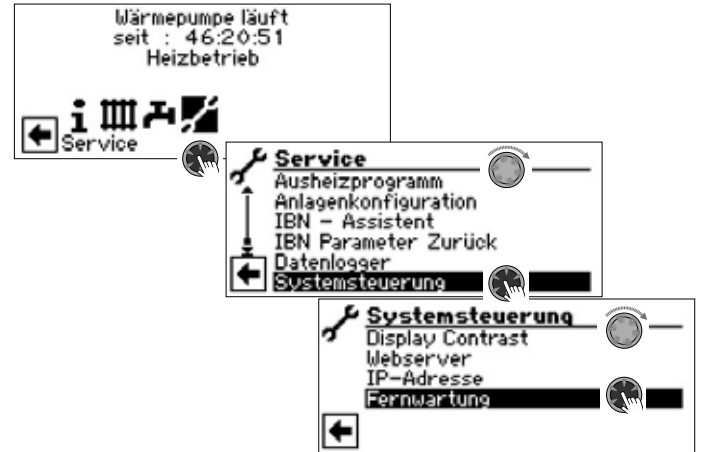 Wärmepumpe läuft
seit : 46:20:51
Heizbetrieb
Service
Service
Ausheizprogramm
Anlagenkonfiguration
IBN - Assistent
IBN Parameter Zurück
Datenlogger
Systemsteuerung
Systemsteuerung
Display Contrast
Webserver
IP-Adresse
Fernwartung